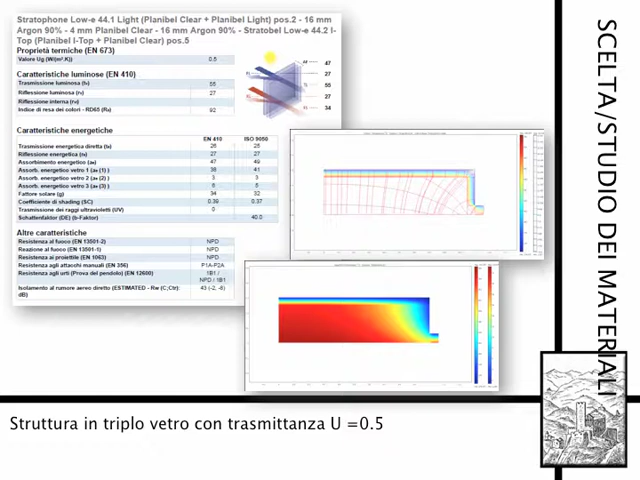 Stratophone Low-e 44.1 Light (Planibel Clear + Planibel Light) pos.2 - 16 mm
Argon 90% - 4 mm Planibel Clear - 16 mm Argon 90% - Stratobel Low-e 44.2 I-
Top (Planibel I-Top + Planibel Clear) pos.5
Proprietà termiche (EN 673)
Valore Ug (W/(m².K)) 0.5
Caratteristiche luminose (EN 410)
Trasmissione luminosa (τv) 55
Riflessione luminosa (ρv) 27
Riflessione interna (ρv)
Indice di resa dei colori - RD65 (Ra) 92
47
27
55
27
34
Caratteristiche energetiche
EN 410 ISO 9050
Trasmissione energetica diretta (τe) 26 25
Riflessione energetica (ρe) 27 27
Assorbimento energetico (αe) 47 49
Assorb. energetico vetro 1 (αe (1) ) 38 41
Assorb. energetico vetro 2 (αe (2) ) 3 3
Assorb. energetico vetro 3 (αe (3) ) 6 5
Fattore solare (g) 34 32
Coefficiente di shading (SC) 0.39 0.37
Trasmissione dei raggi ultravioletti (UV) 0
Schattenfaktor (DE) (b-Faktor) 40.0
Altre caratteristiche
Resistenza al fuoco (EN 13501-2) NPD
Reazione al fuoco (EN 13501-1) NPD
Resistenza ai proiettile (EN 1063) NPD
Resistenza agli attacchi manuali (EN 356) P1A-P2A
Resistenza agli urti (Prova del pendolo) (EN 12600) 1B1 /
NPD / 1B1
Isolamento al rumore aereo diretto (ESTIMATED - Rw (C;Ctr): 43 (-2, -6)
dB)
SCELTA/STUDIO DEI MATERIALI
Struttura in triplo vetro con trasmittanza U =0.5